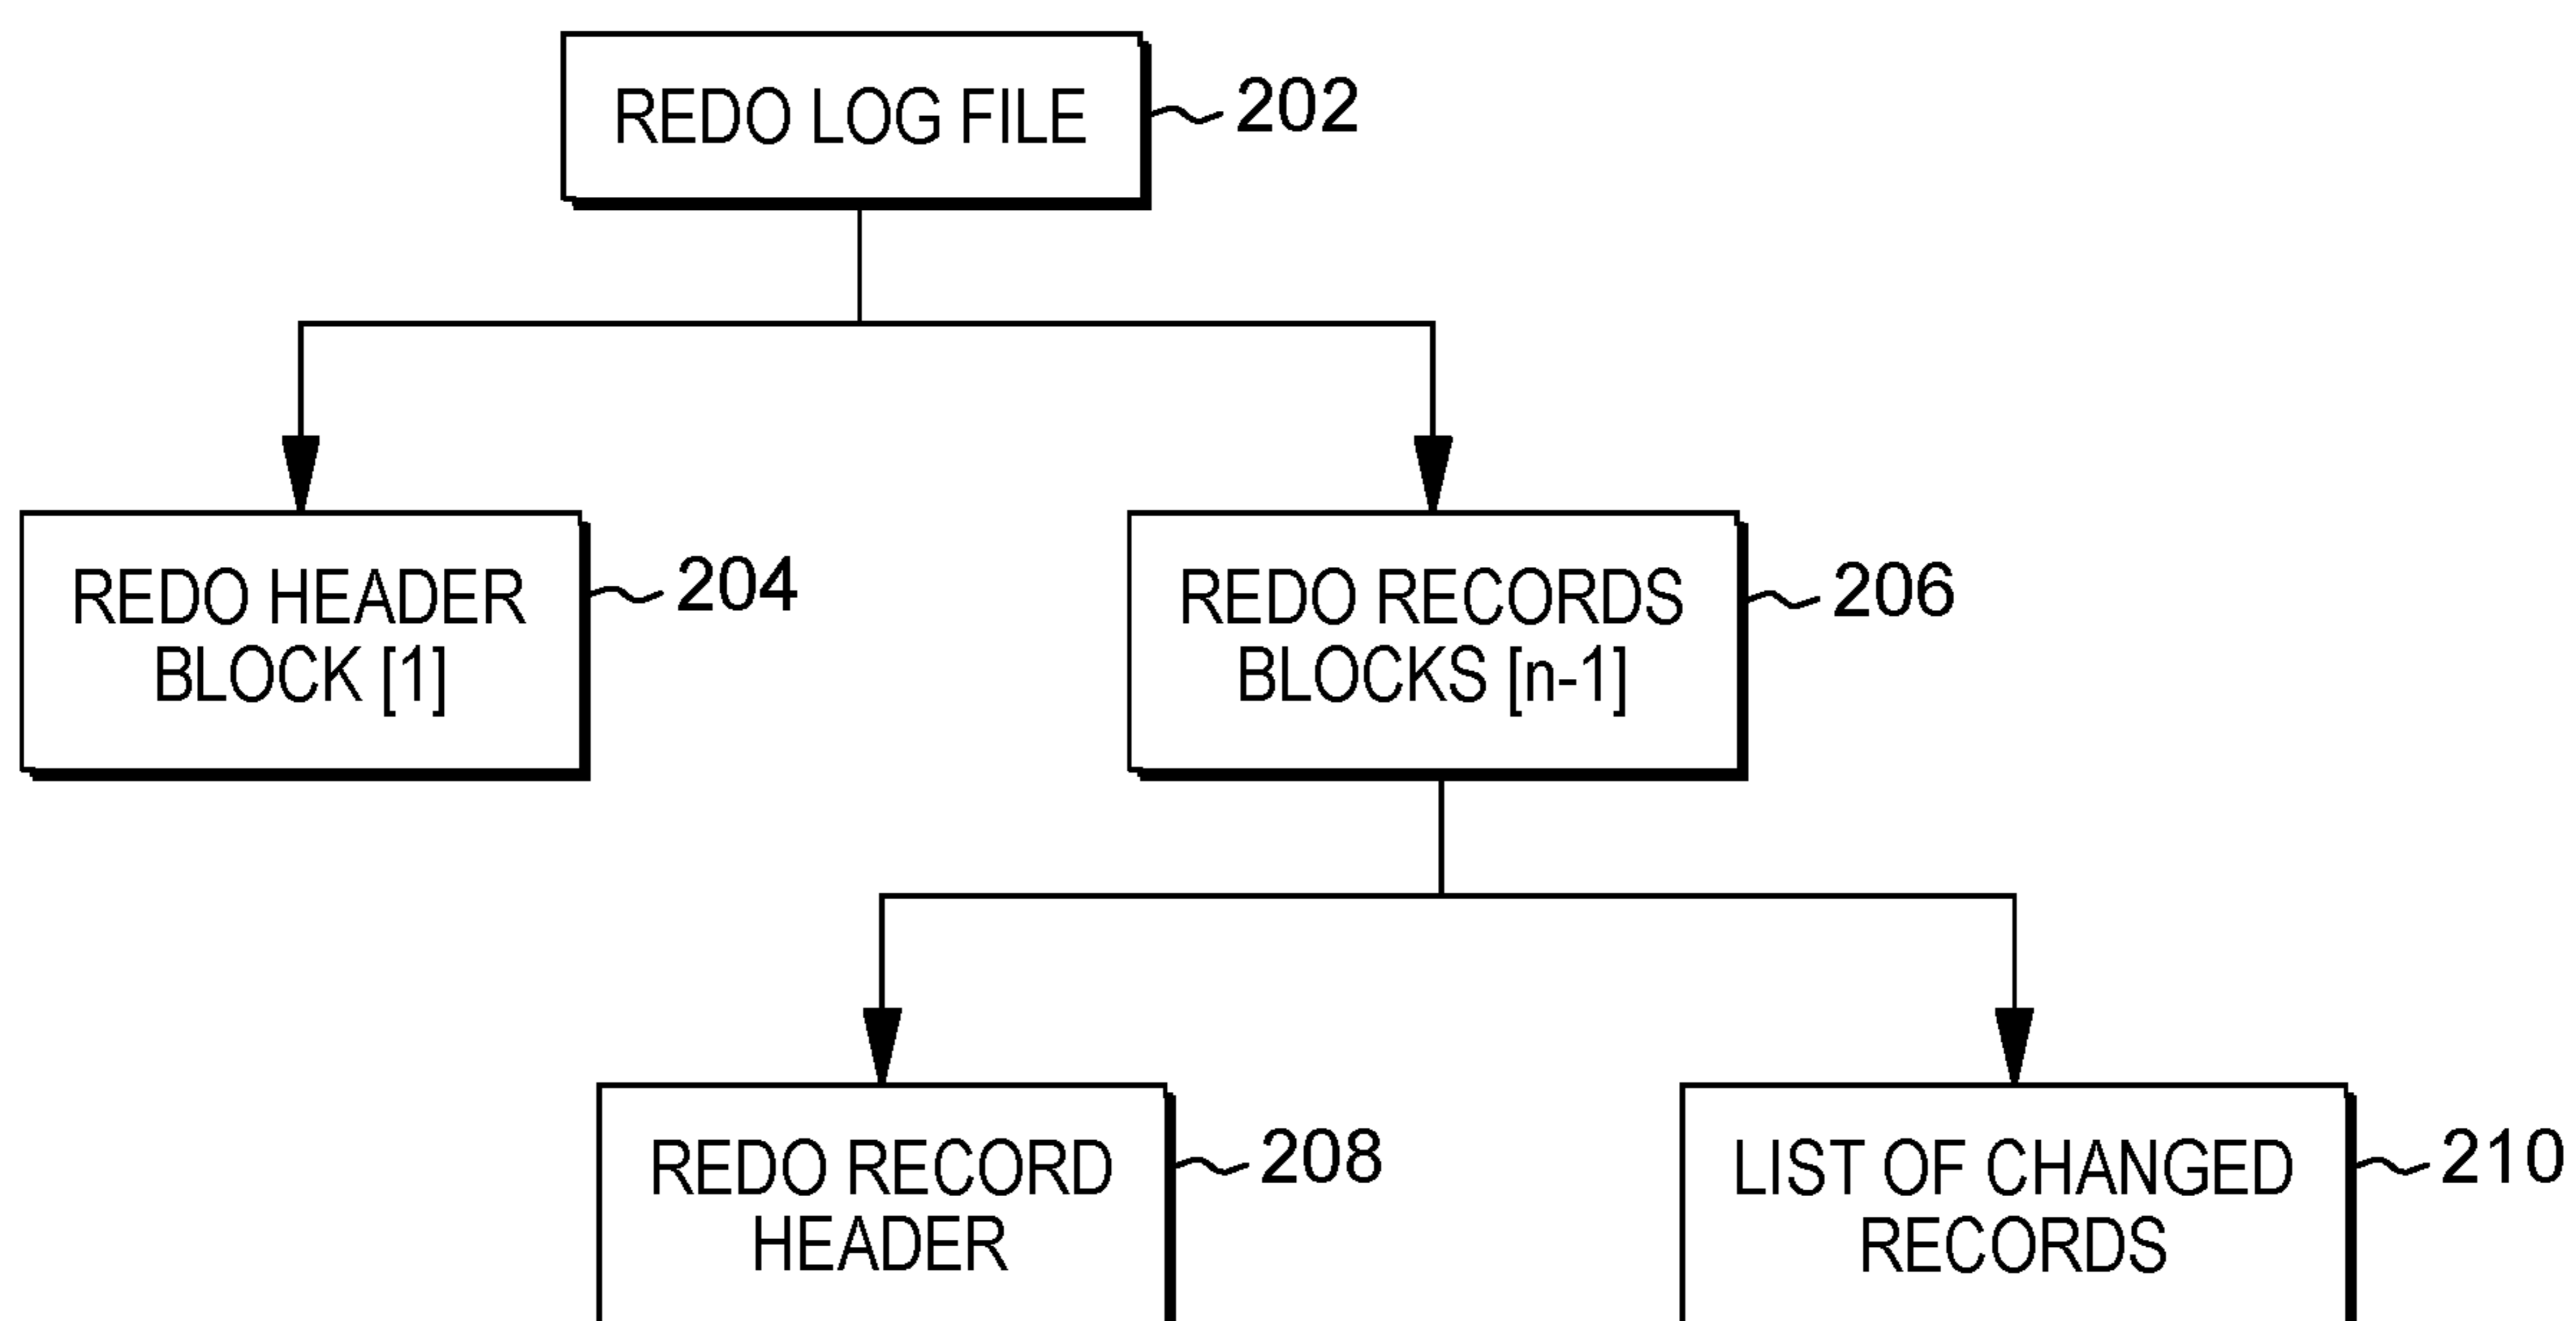 REDO LOG FILE
202
REDO HEADER
BLOCK [1]
204
REDO RECORDS
BLOCKS [n-1]
206
REDO RECORD
HEADER
208
LIST OF CHANGED
RECORDS
210